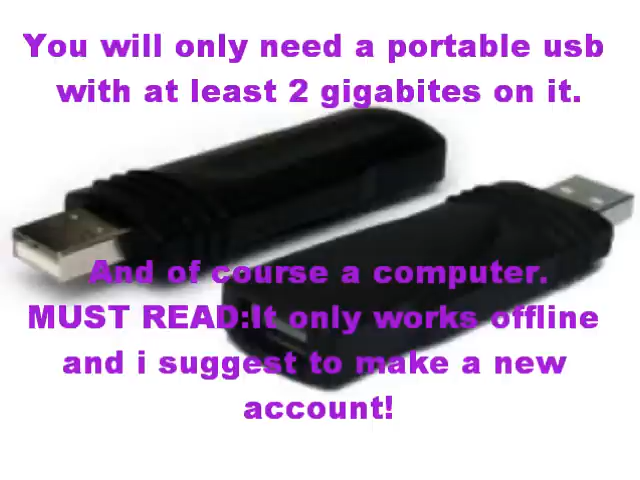 You will only need a portable usb
with at least 2 gigabites on it.
And of course a computer.
MUST READ:It only works offline
and i suggest to make a new
account!